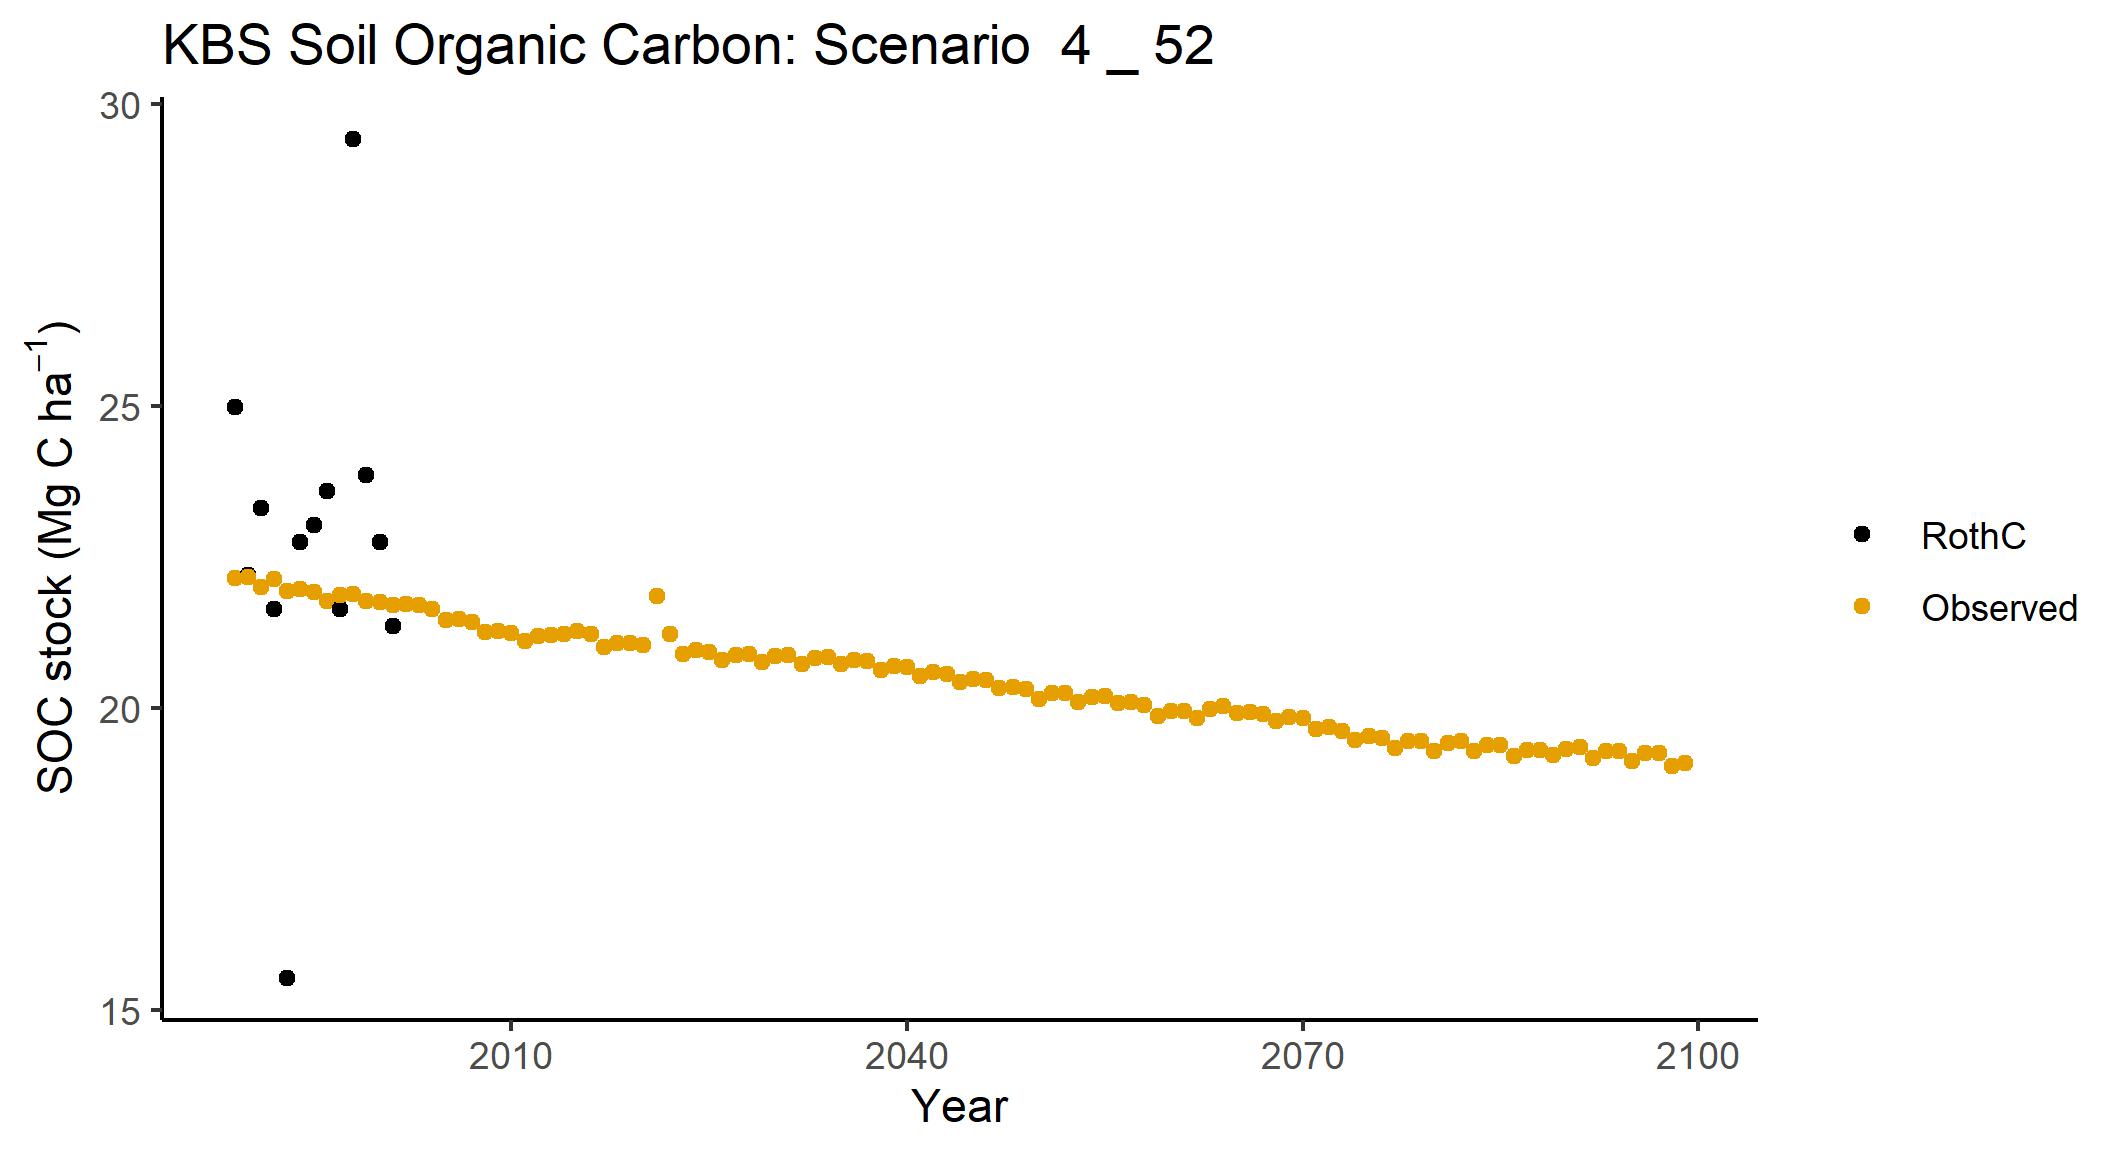 KBS Soil Organic Carbon: Scenario  4 _ 52
30
25
20
15
SOC stock (Mg C ha⁻¹)
2010
2040
2070
2100
Year
RothC
Observed